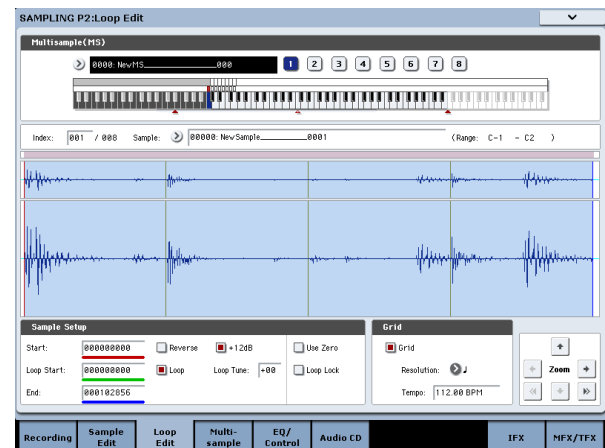 SAMPLING P2:Loop Edit
Multisample(MS)
0000: NewMS_______________000
1 2 3 4 5 6 7 8
Index: 001 / 008 Sample: 00000: NewSample___________0001 (Range: C-1 - C2 )
Sample Setup
Grid
Start: 000000000 Reverse +12dB Use Zero
Grid
Loop Start: 000000000 Loop Loop Tune: +00 Loop Lock
Resolution: ♩
Zoom
End: 000102856
Tempo: 112.00 BPM
Recording
Sample Edit
Loop Edit
Multi-sample
EQ/Control
Audio CD
IFX
MFX/TFX